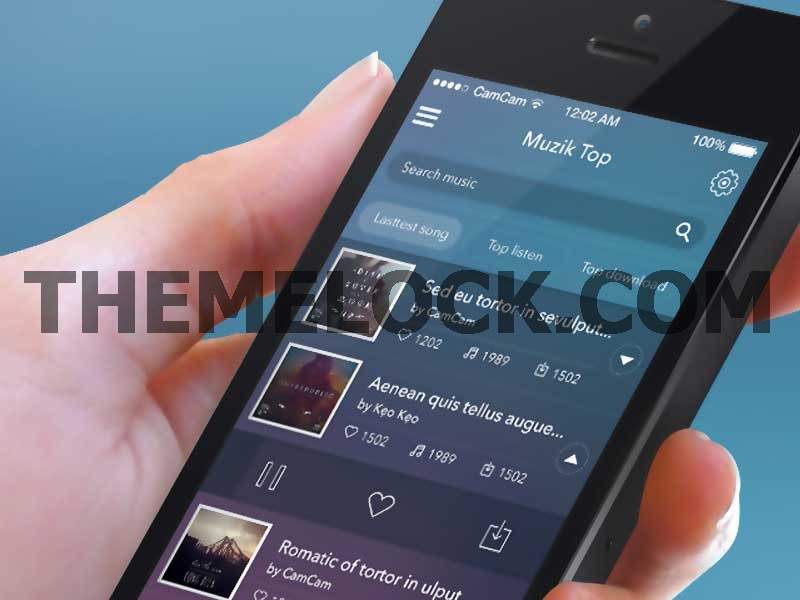 CamCam
12:02 AM
100%
Muzik Top
Search music
Lasttest song
Top listen
Top download
THEMELOCK.COM
Sed eu tortor in sevulput...
by CamCam
1202
1989
1502
Aenean quis tellus augue...
by Kẹo Kẹo
1502
1989
1502
Romatic of tortor in ulput
by CamCam